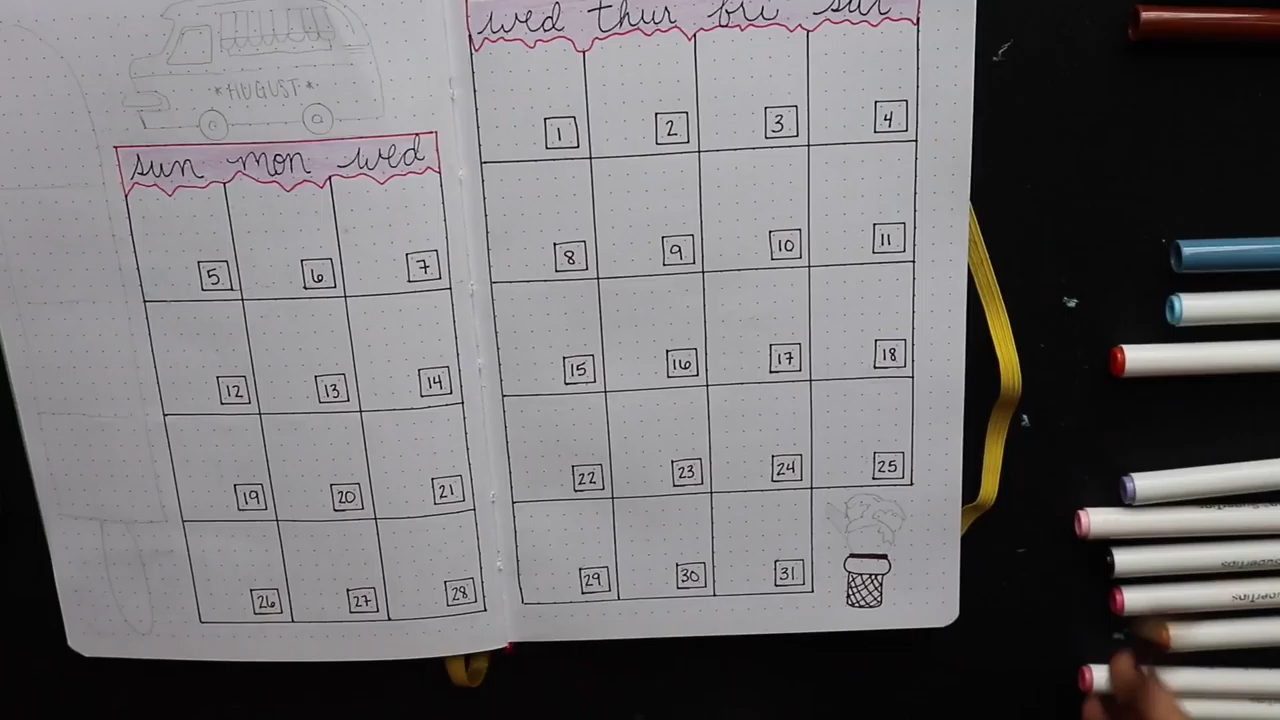 *AUGUST*
sun mon wed
5 6 7
12 13 14
19 20 21
26 27 28
wed thur fri sat
1 2 3 4
8 9 10 11
15 16 17 18
22 23 24 25
29 30 31
Supertips
Supertips